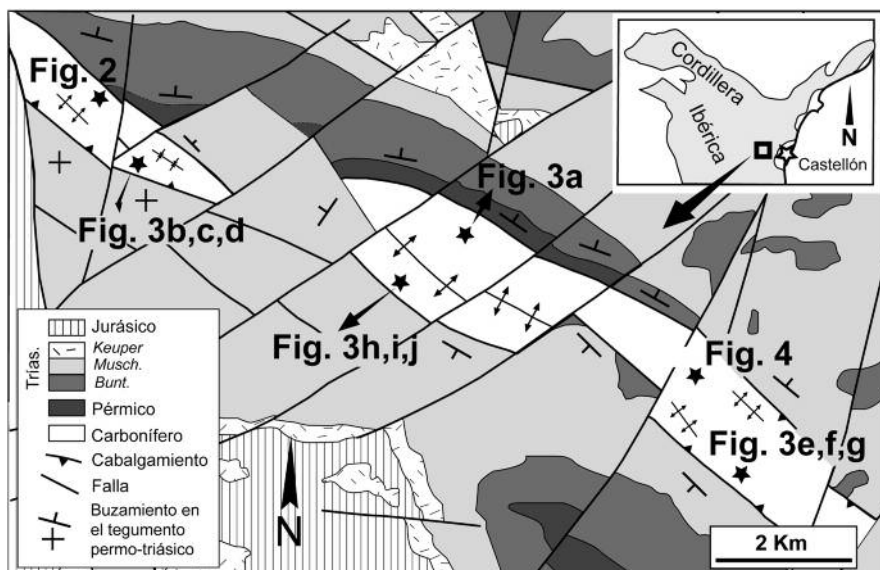 Fig. 2
Fig. 3b,c,d
Fig. 3a
Fig. 3h,i,j
Fig. 4
Fig. 3e,f,g
Cordillera
Ibérica
N
Castellón
Trías.
Jurásico
Keuper
Musch.
Bunt.
Pérmico
Carbonífero
Cabalgamiento
Falla
Buzamiento en
el tegumento
permo-triásico
N
2 Km